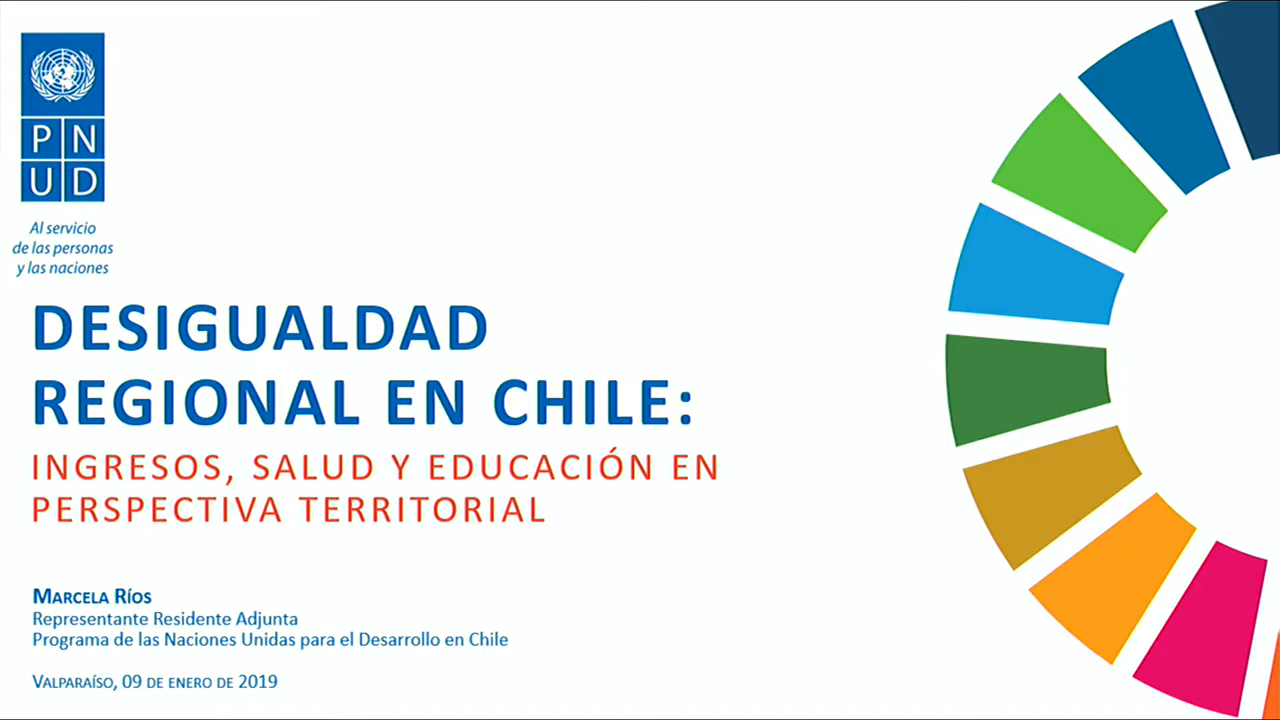 PN
UD
Al servicio
de las personas
y las naciones
DESIGUALDAD
REGIONAL EN CHILE:
INGRESOS, SALUD Y EDUCACIÓN EN
PERSPECTIVA TERRITORIAL
MARCELA RÍOS
Representante Residente Adjunta
Programa de las Naciones Unidas para el Desarrollo en Chile
VALPARAÍSO, 09 DE ENERO DE 2019